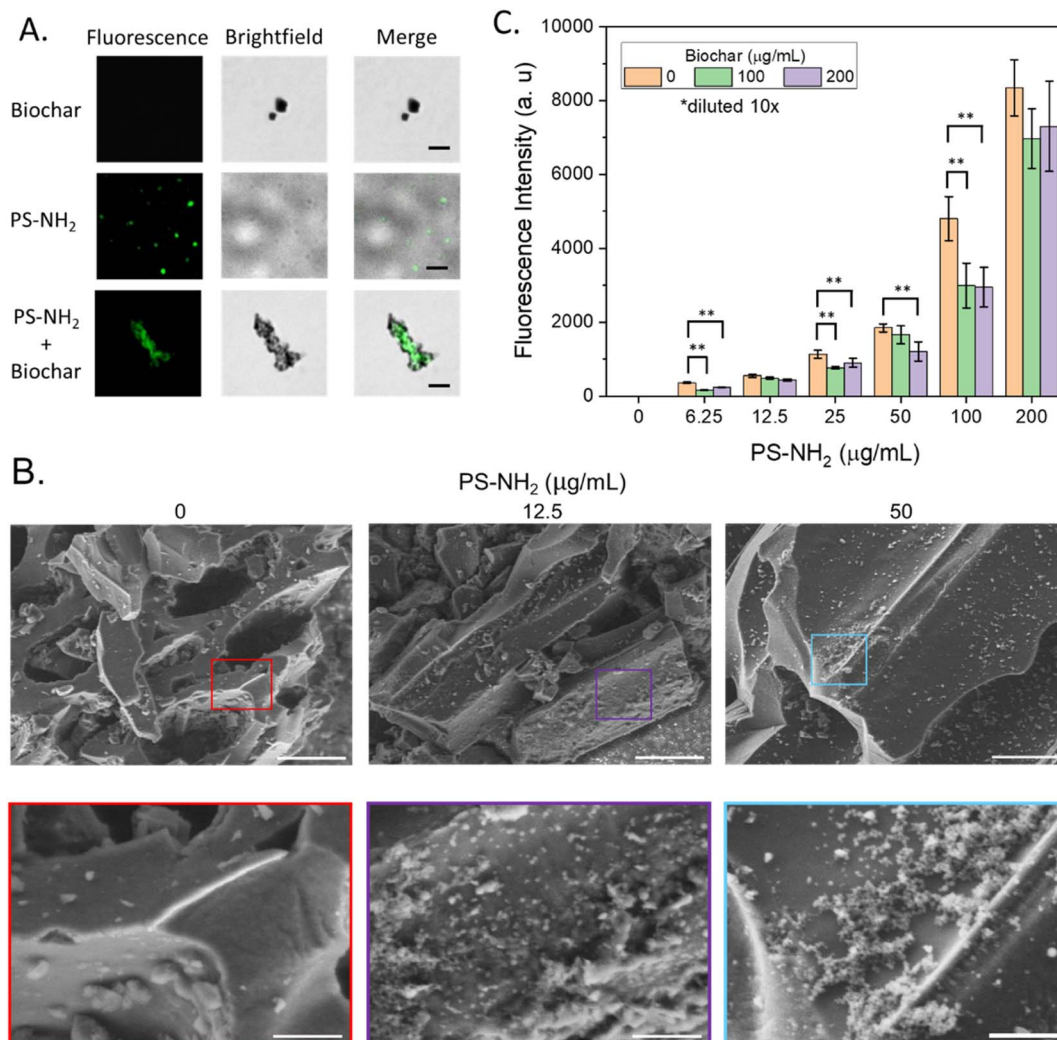 A.
Fluorescence Brightfield Merge
Biochar
PS-NH₂
PS-NH₂
+
Biochar
C.
10000
8000
6000
4000
2000
0
Fluorescence Intensity (a. u)
Biochar (μg/mL)
0 100 200
*diluted 10x
**
**
**
**
**
**
**
0 6.25 12.5 25 50 100 200
PS-NH₂ (μg/mL)
B.
PS-NH₂ (μg/mL)
0 12.5 50